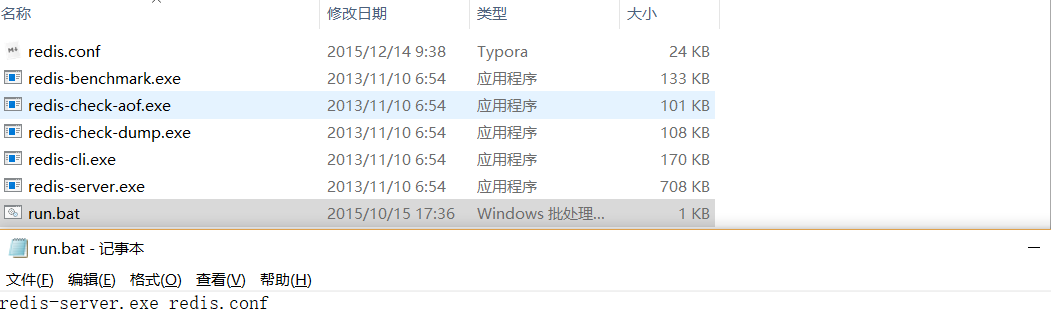 名称 修改日期 类型 大小
redis.conf 2015/12/14 9:38 Typora 24 KB
redis-benchmark.exe 2013/11/10 6:54 应用程序 133 KB
redis-check-aof.exe 2013/11/10 6:54 应用程序 101 KB
redis-check-dump.exe 2013/11/10 6:54 应用程序 108 KB
redis-cli.exe 2013/11/10 6:54 应用程序 170 KB
redis-server.exe 2013/11/10 6:54 应用程序 708 KB
run.bat 2015/10/15 17:36 Windows 批处理... 1 KB
run.bat - 记事本
文件(F) 编辑(E) 格式(O) 查看(V) 帮助(H)
redis-server.exe redis.conf